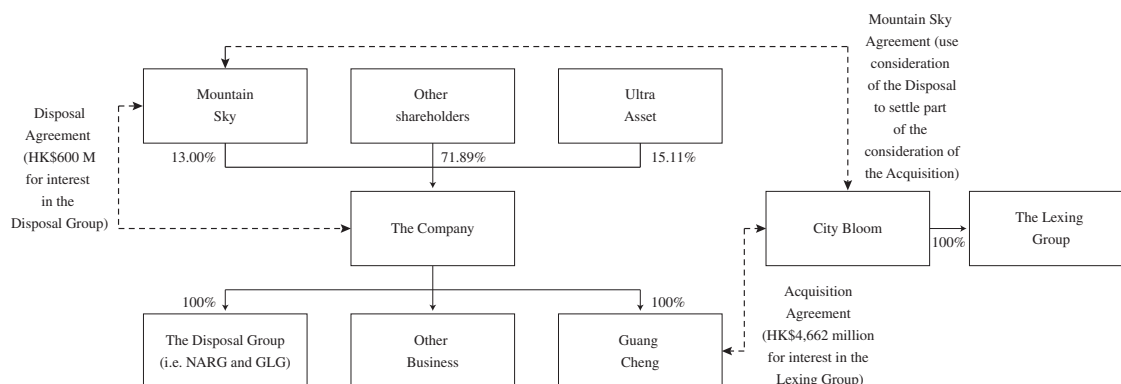 Mountain Sky
Agreement (use
consideration
of the Disposal
to settle part
of the
consideration of
the Acquisition)
Disposal
Agreement
(HK$600 M
for interest
in the
Disposal Group)
Mountain
Sky
Other
shareholders
Ultra
Asset
13.00%
71.89%
15.11%
The Company
City Bloom
100%
The Lexing
Group
100%
100%
The Disposal Group
(i.e. NARG and GLG)
Other
Business
Guang
Cheng
Acquisition
Agreement
(HK$4,662 million
for interest in the
Lexing Group)